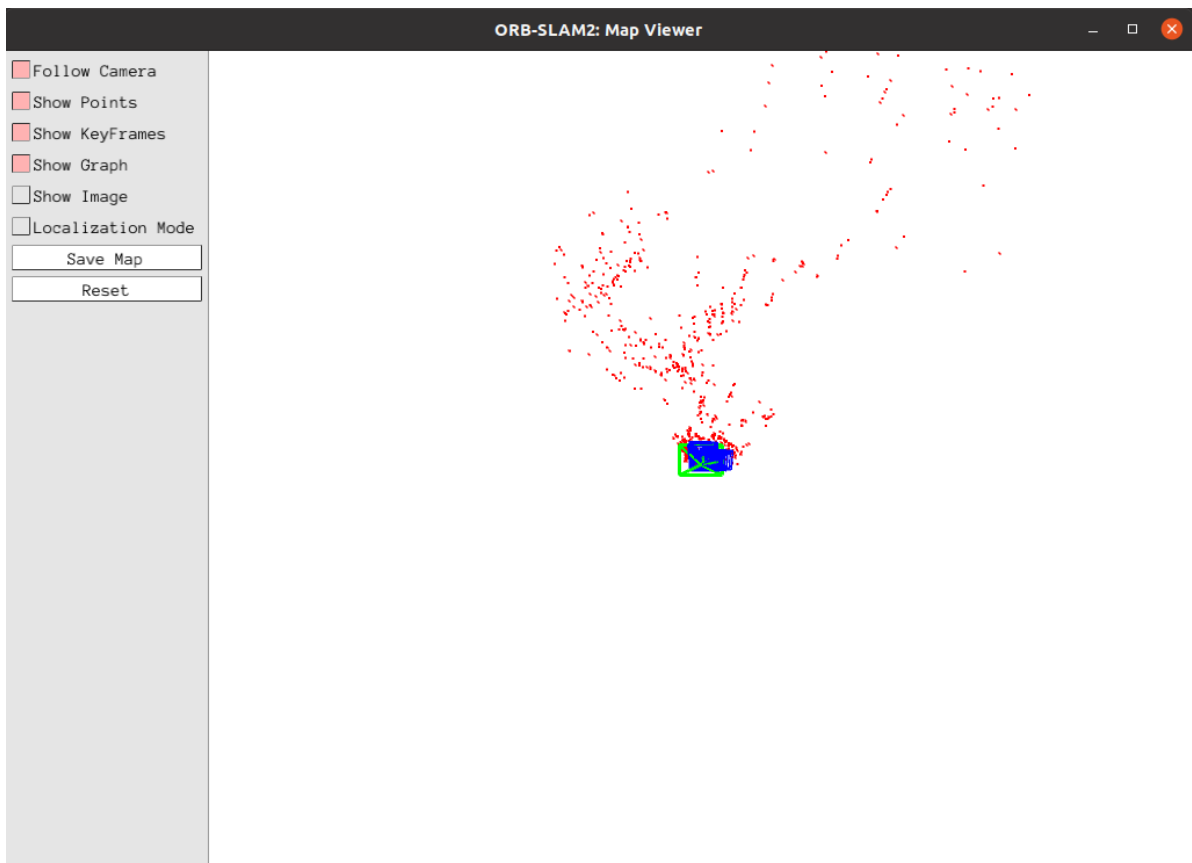 ORB-SLAM2: Map Viewer
Follow Camera
Show Points
Show KeyFrames
Show Graph
Show Image
Localization Mode
Save Map
Reset